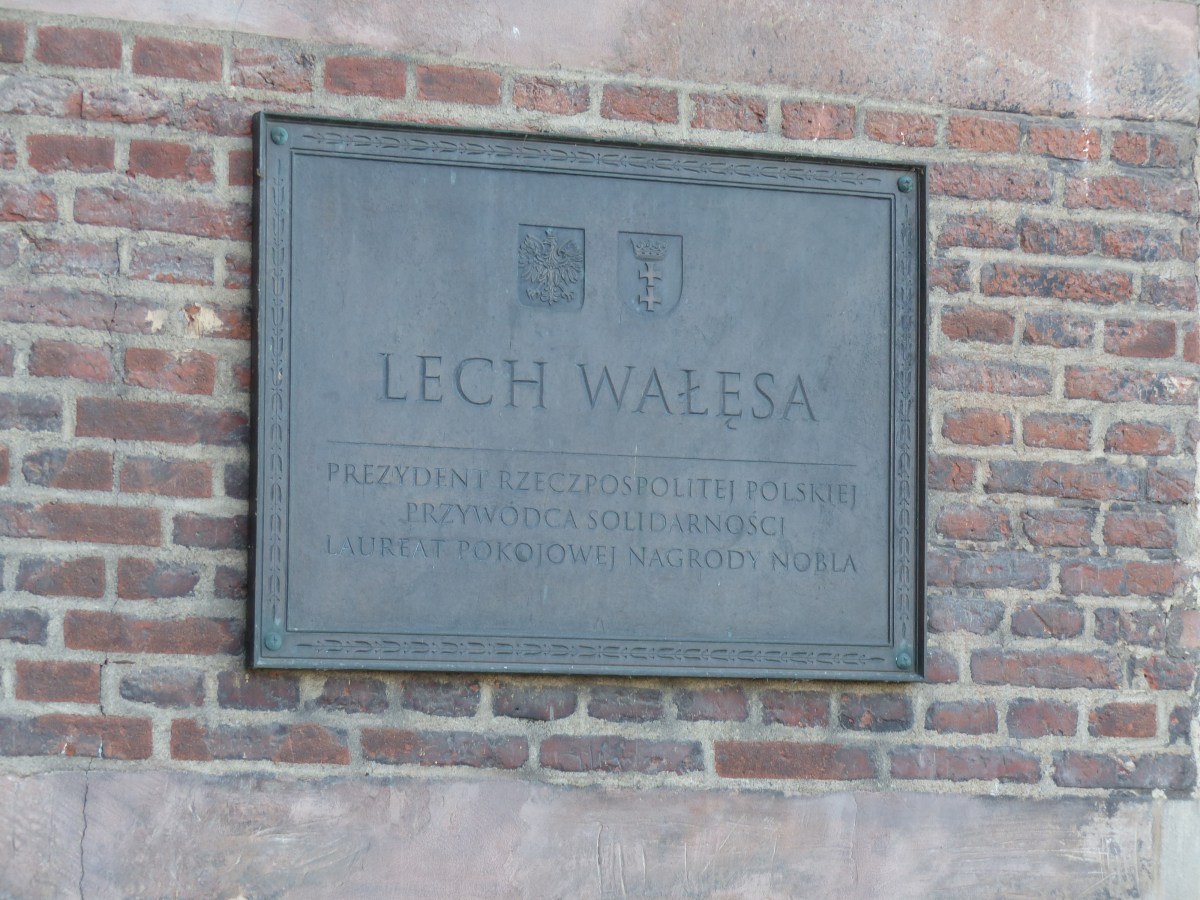 LECH WAŁĘSA
PREZYDENT RZECZPOSPOLITEJ POLSKIEJ
PRZYWÓDCA SOLIDARNOŚCI
LAUREAT POKOJOWEJ NAGRODY NOBLA